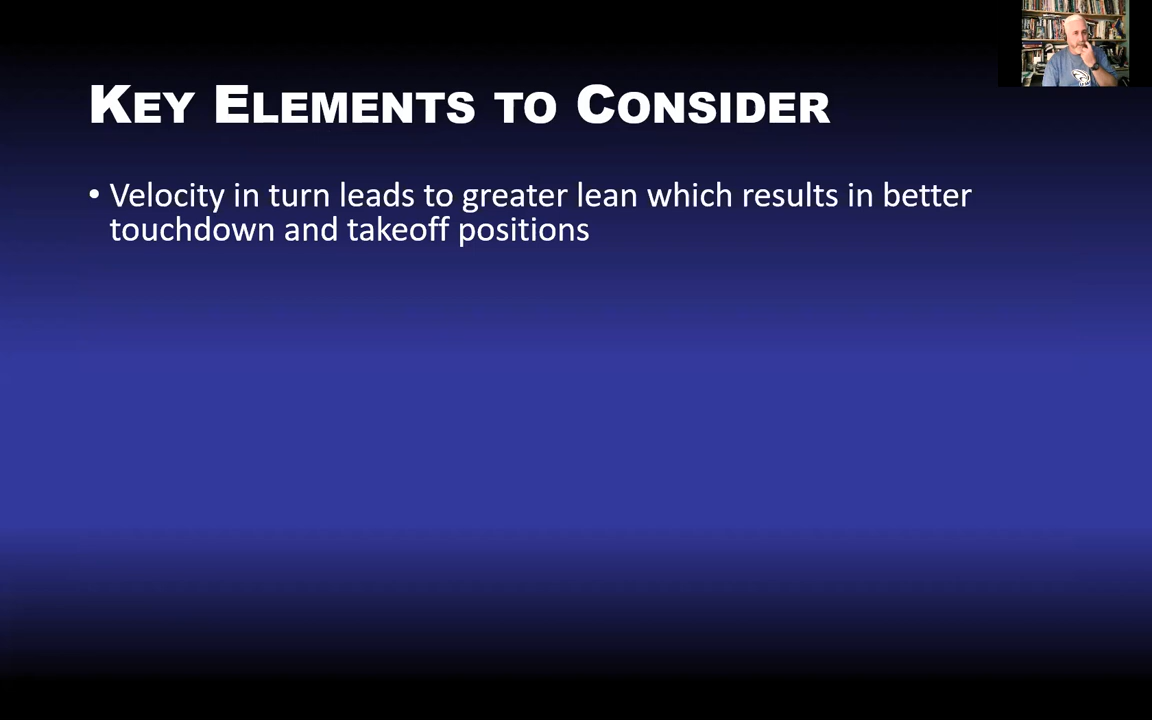 Key Elements to Consider
• Velocity in turn leads to greater lean which results in better
touchdown and takeoff positions